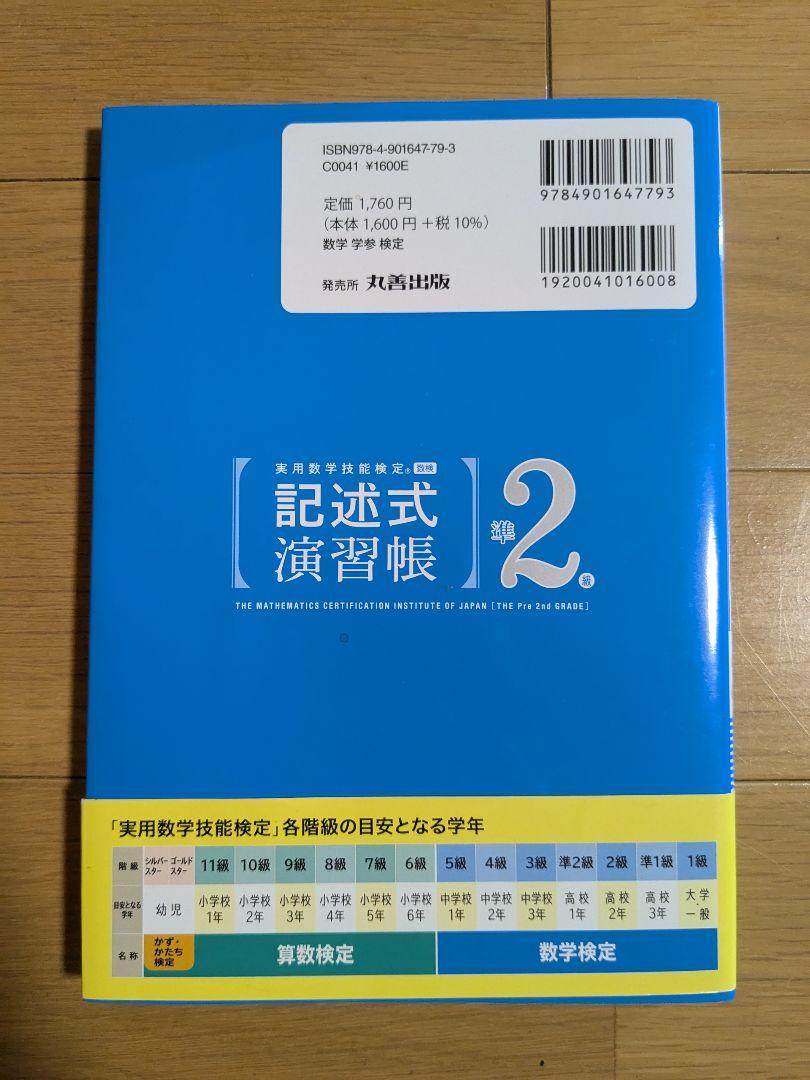 ISBN978-4-901647-79-3
C0041 ¥1600E
定価 1,760 円
（本体 1,600 円 ＋税 10%）
数学 学参 検定
発売所 丸善出版
9784901647793
1920041016008
実用数学技能検定® 数検
記述式
演習帳
準2級
THE MATHEMATICS CERTIFICATION INSTITUTE OF JAPAN [THE Pre 2nd GRADE]
「実用数学技能検定」各階級の目安となる学年
階級 シルバースター ゴールドスター 11級 10級 9級 8級 7級 6級 5級 4級 3級 準2級 2級 準1級 1級
目安となる学年 幼児 小学校1年 小学校2年 小学校3年 小学校4年 小学校5年 小学校6年 中学校1年 中学校2年 中学校3年 高校1年 高校2年 高校3年 大学・一般
名称 かず・かたち検定 算数検定 数学検定